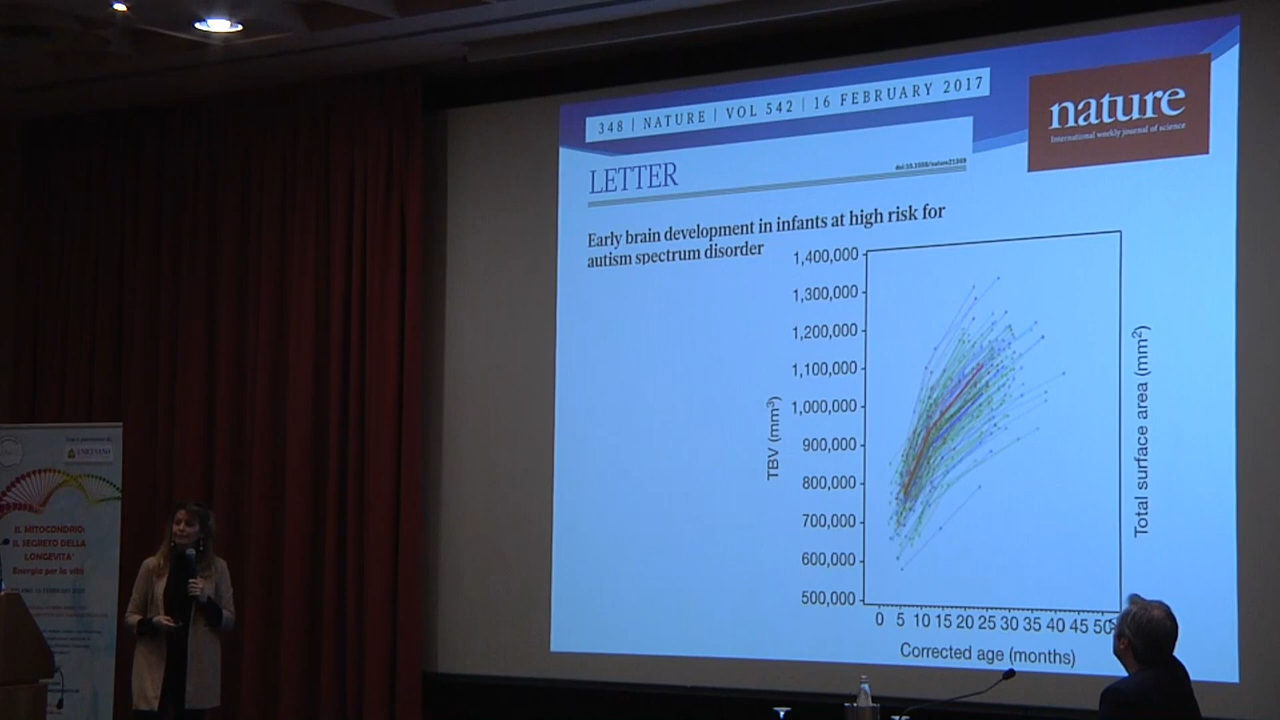 348 | NATURE | VOL 542 | 16 FEBRUARY 2017
nature
International weekly journal of science
LETTER
doi:10.1038/nature21369
Early brain development in infants at high risk for
autism spectrum disorder
1,400,000
1,300,000
1,200,000
1,100,000
1,000,000
900,000
800,000
700,000
600,000
500,000
TBV (mm³)
0 5 10 15 20 25 30 35 40 45 50
Corrected age (months)
Total surface area (mm²)
IL MITOCONDRIO:
IL SEGRETO DELLA
LONGEVITA'
Energia per la vita